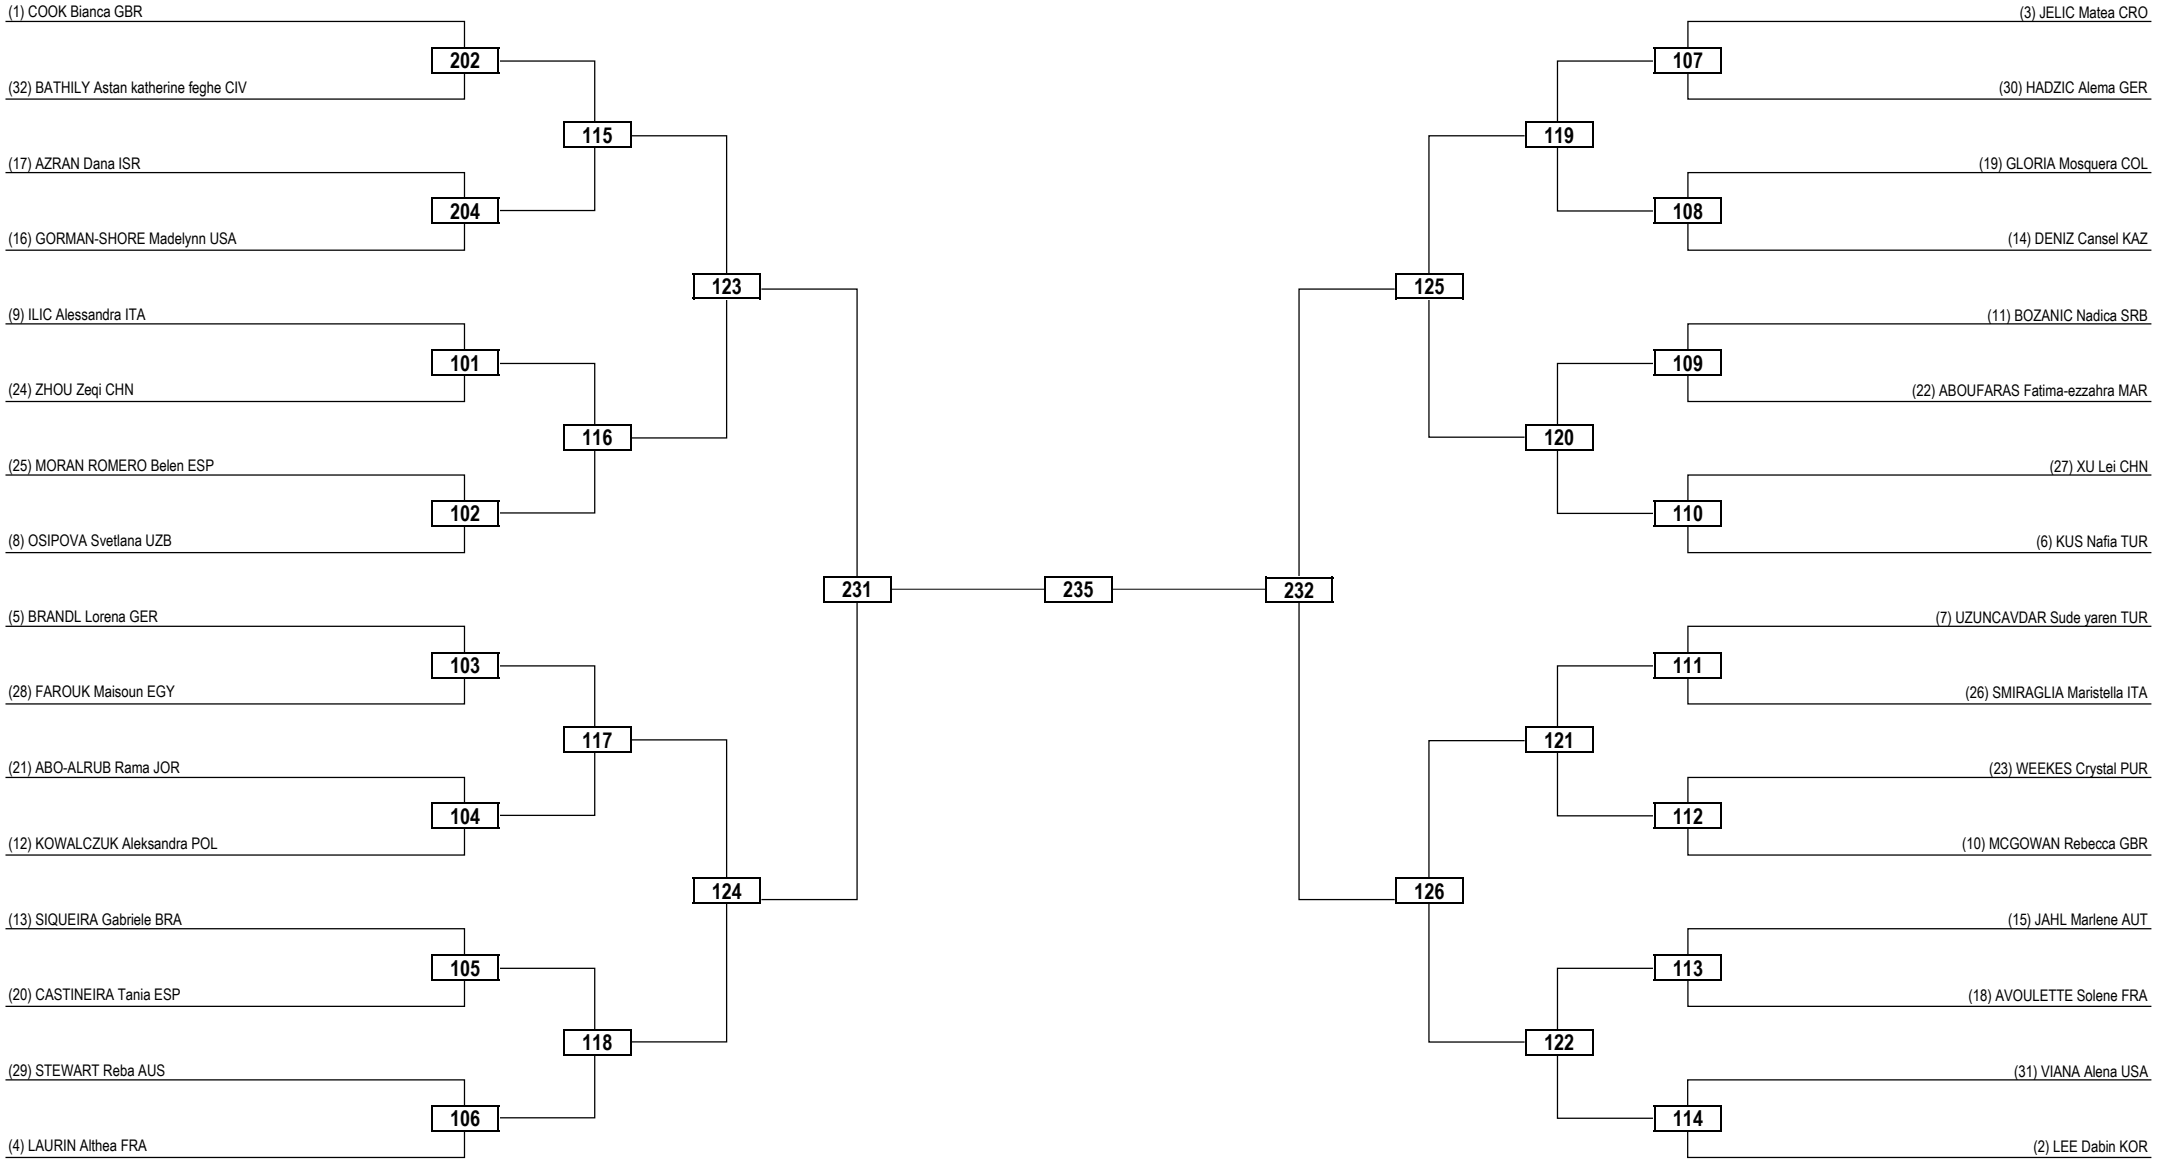 (1) COOK Bianca GBR
202
(32) BATHILY Astan katherine feghe CIV
115
(17) AZRAN Dana ISR
204
(16) GORMAN-SHORE Madelynn USA
123
(9) ILIC Alessandra ITA
101
(24) ZHOU Zeqi CHN
116
(25) MORAN ROMERO Belen ESP
102
(8) OSIPOVA Svetlana UZB
231
(5) BRANDL Lorena GER
103
(28) FAROUK Maisoun EGY
117
(21) ABO-ALRUB Rama JOR
104
(12) KOWALCZUK Aleksandra POL
124
(13) SIQUEIRA Gabriele BRA
105
(20) CASTINEIRA Tania ESP
118
(29) STEWART Reba AUS
106
(4) LAURIN Althea FRA
235
(3) JELIC Matea CRO
107
(30) HADZIC Alema GER
119
(19) GLORIA Mosquera COL
108
(14) DENIZ Cansel KAZ
125
(11) BOZANIC Nadica SRB
109
(22) ABOUFARAS Fatima-ezzahra MAR
120
(27) XU Lei CHN
110
(6) KUS Nafia TUR
232
(7) UZUNCAVDAR Sude yaren TUR
111
(26) SMIRAGLIA Maristella ITA
121
(23) WEEKES Crystal PUR
112
(10) MCGOWAN Rebecca GBR
126
(15) JAHL Marlene AUT
113
(18) AVOULETTE Solene FRA
122
(31) VIANA Alena USA
114
(2) LEE Dabin KOR